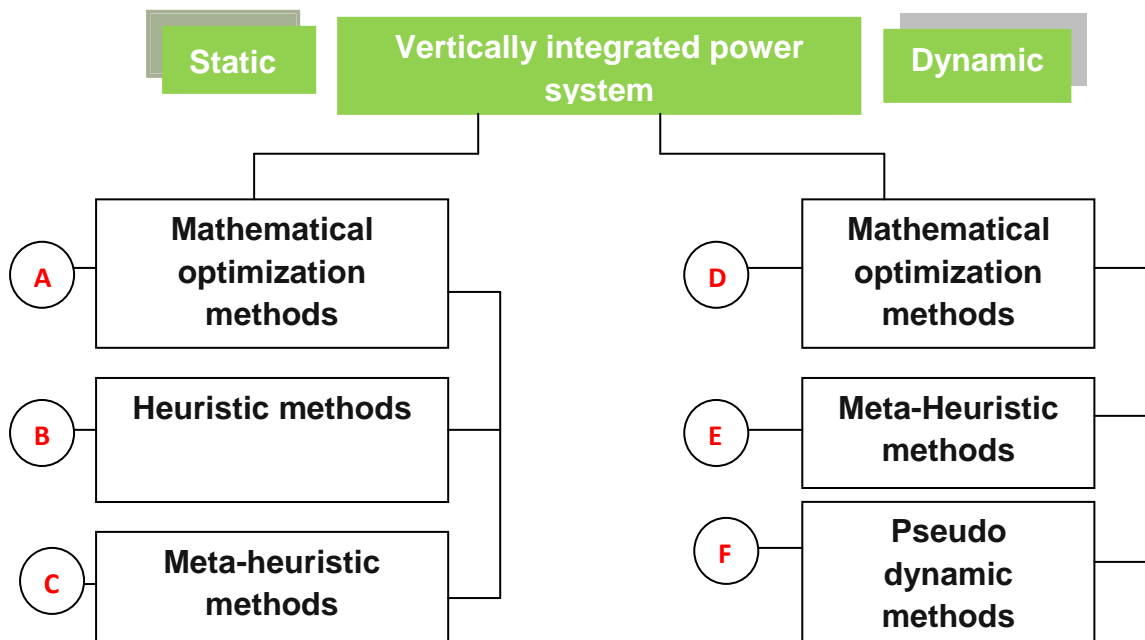 Static
Vertically integrated power
system
Dynamic
A
Mathematical
optimization
methods
B
Heuristic methods
C
Meta-heuristic
methods
D
Mathematical
optimization
methods
E
Meta-Heuristic
methods
F
Pseudo
dynamic
methods